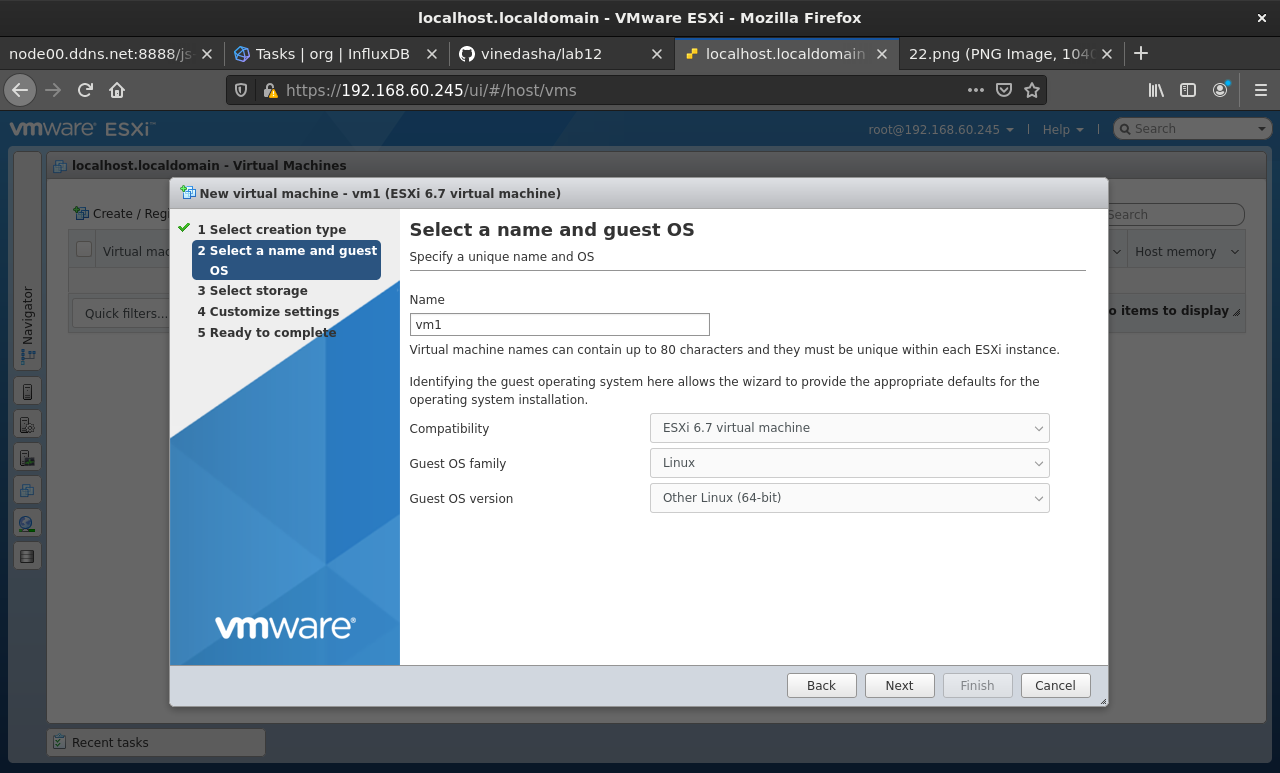 localhost.localdomain - VMware ESXi - Mozilla Firefox
node00.ddns.net:8888/js
Tasks | org | InfluxDB
vinedasha/lab12
localhost.localdomain
22.png (PNG Image, 1040
https://192.168.60.245/ui/#/host/vms
vmware ESXi™
root@192.168.60.245 | Help | Search
localhost.localdomain - Virtual Machines
New virtual machine - vm1 (ESXi 6.7 virtual machine)
Navigator
Create / Regi
Search
Virtual mac
Host memory
Quick filters...
o items to display
1 Select creation type
2 Select a name and guest
OS
3 Select storage
4 Customize settings
5 Ready to complete
vmware®
Select a name and guest OS
Specify a unique name and OS
Name
vm1
Virtual machine names can contain up to 80 characters and they must be unique within each ESXi instance.
Identifying the guest operating system here allows the wizard to provide the appropriate defaults for the
operating system installation.
Compatibility ESXi 6.7 virtual machine
Guest OS family Linux
Guest OS version Other Linux (64-bit)
Back Next Finish Cancel
Recent tasks